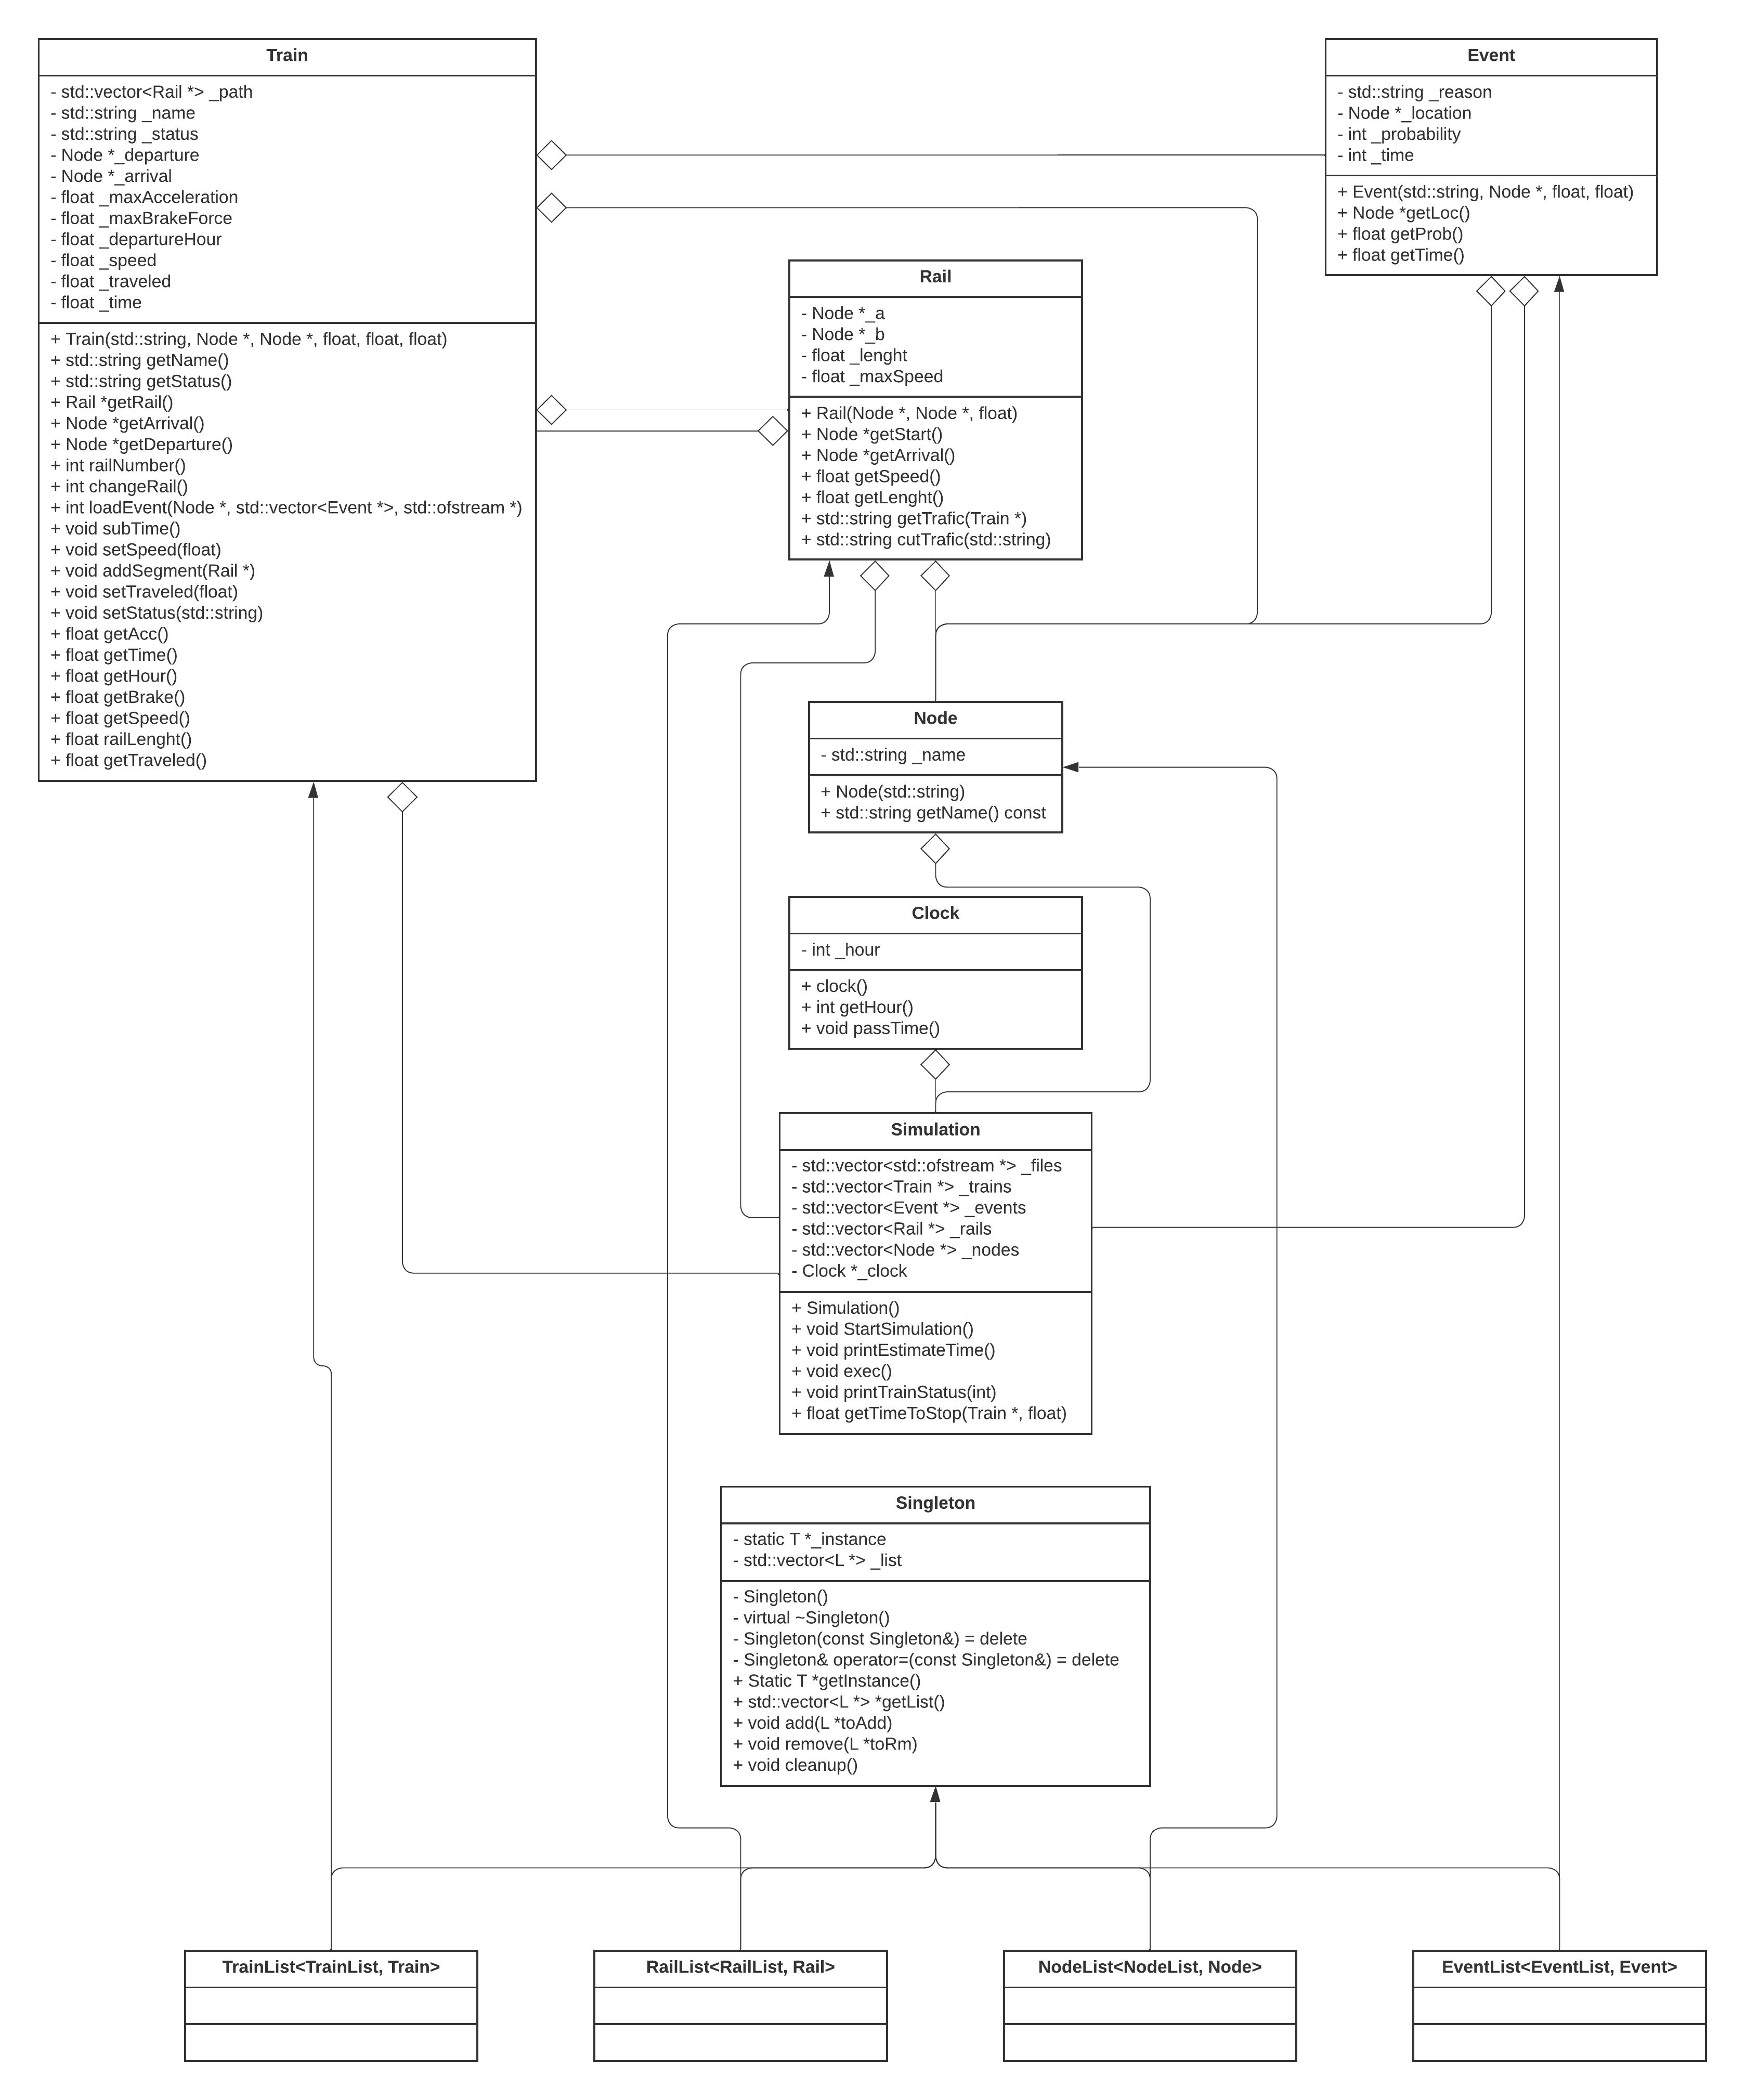 Train
- std::vector<Rail *> _path
- std::string _name
- std::string _status
- Node *_departure
- Node *_arrival
- float _maxAcceleration
- float _maxBrakeForce
- float _departureHour
- float _speed
- float _traveled
- float _time
+ Train(std::string, Node *, Node *, float, float, float)
+ std::string getName()
+ std::string getStatus()
+ Rail *getRail()
+ Node *getArrival()
+ Node *getDeparture()
+ int railNumber()
+ int changeRail()
+ int loadEvent(Node *, std::vector<Event *>, std::ofstream *)
+ void subTime()
+ void setSpeed(float)
+ void addSegment(Rail *)
+ void setTraveled(float)
+ void setStatus(std::string)
+ float getAcc()
+ float getTime()
+ float getHour()
+ float getBrake()
+ float getSpeed()
+ float railLenght()
+ float getTraveled()
Event
- std::string _reason
- Node *_location
- int _probability
- int _time
+ Event(std::string, Node *, float, float)
+ Node *getLoc()
+ float getProb()
+ float getTime()
Rail
- Node *_a
- Node *_b
- float _lenght
- float _maxSpeed
+ Rail(Node *, Node *, float)
+ Node *getStart()
+ Node *getArrival()
+ float getSpeed()
+ float getLenght()
+ std::string getTrafic(Train *)
+ std::string cutTrafic(std::string)
Node
- std::string _name
+ Node(std::string)
+ std::string getName() const
Clock
- int _hour
+ clock()
+ int getHour()
+ void passTime()
Simulation
- std::vector<std::ofstream *> _files
- std::vector<Train *> _trains
- std::vector<Event *> _events
- std::vector<Rail *> _rails
- std::vector<Node *> _nodes
- Clock *_clock
+ Simulation()
+ void StartSimulation()
+ void printEstimateTime()
+ void exec()
+ void printTrainStatus(int)
+ float getTimeToStop(Train *, float)
Singleton
- static T *_instance
- std::vector<L *> _list
- Singleton()
- virtual ~Singleton()
- Singleton(const Singleton&) = delete
- Singleton& operator=(const Singleton&) = delete
+ Static T *getInstance()
+ std::vector<L *> *getList()
+ void add(L *toAdd)
+ void remove(L *toRm)
+ void cleanup()
TrainList<TrainList, Train>
RailList<RailList, Rail>
NodeList<NodeList, Node>
EventList<EventList, Event>